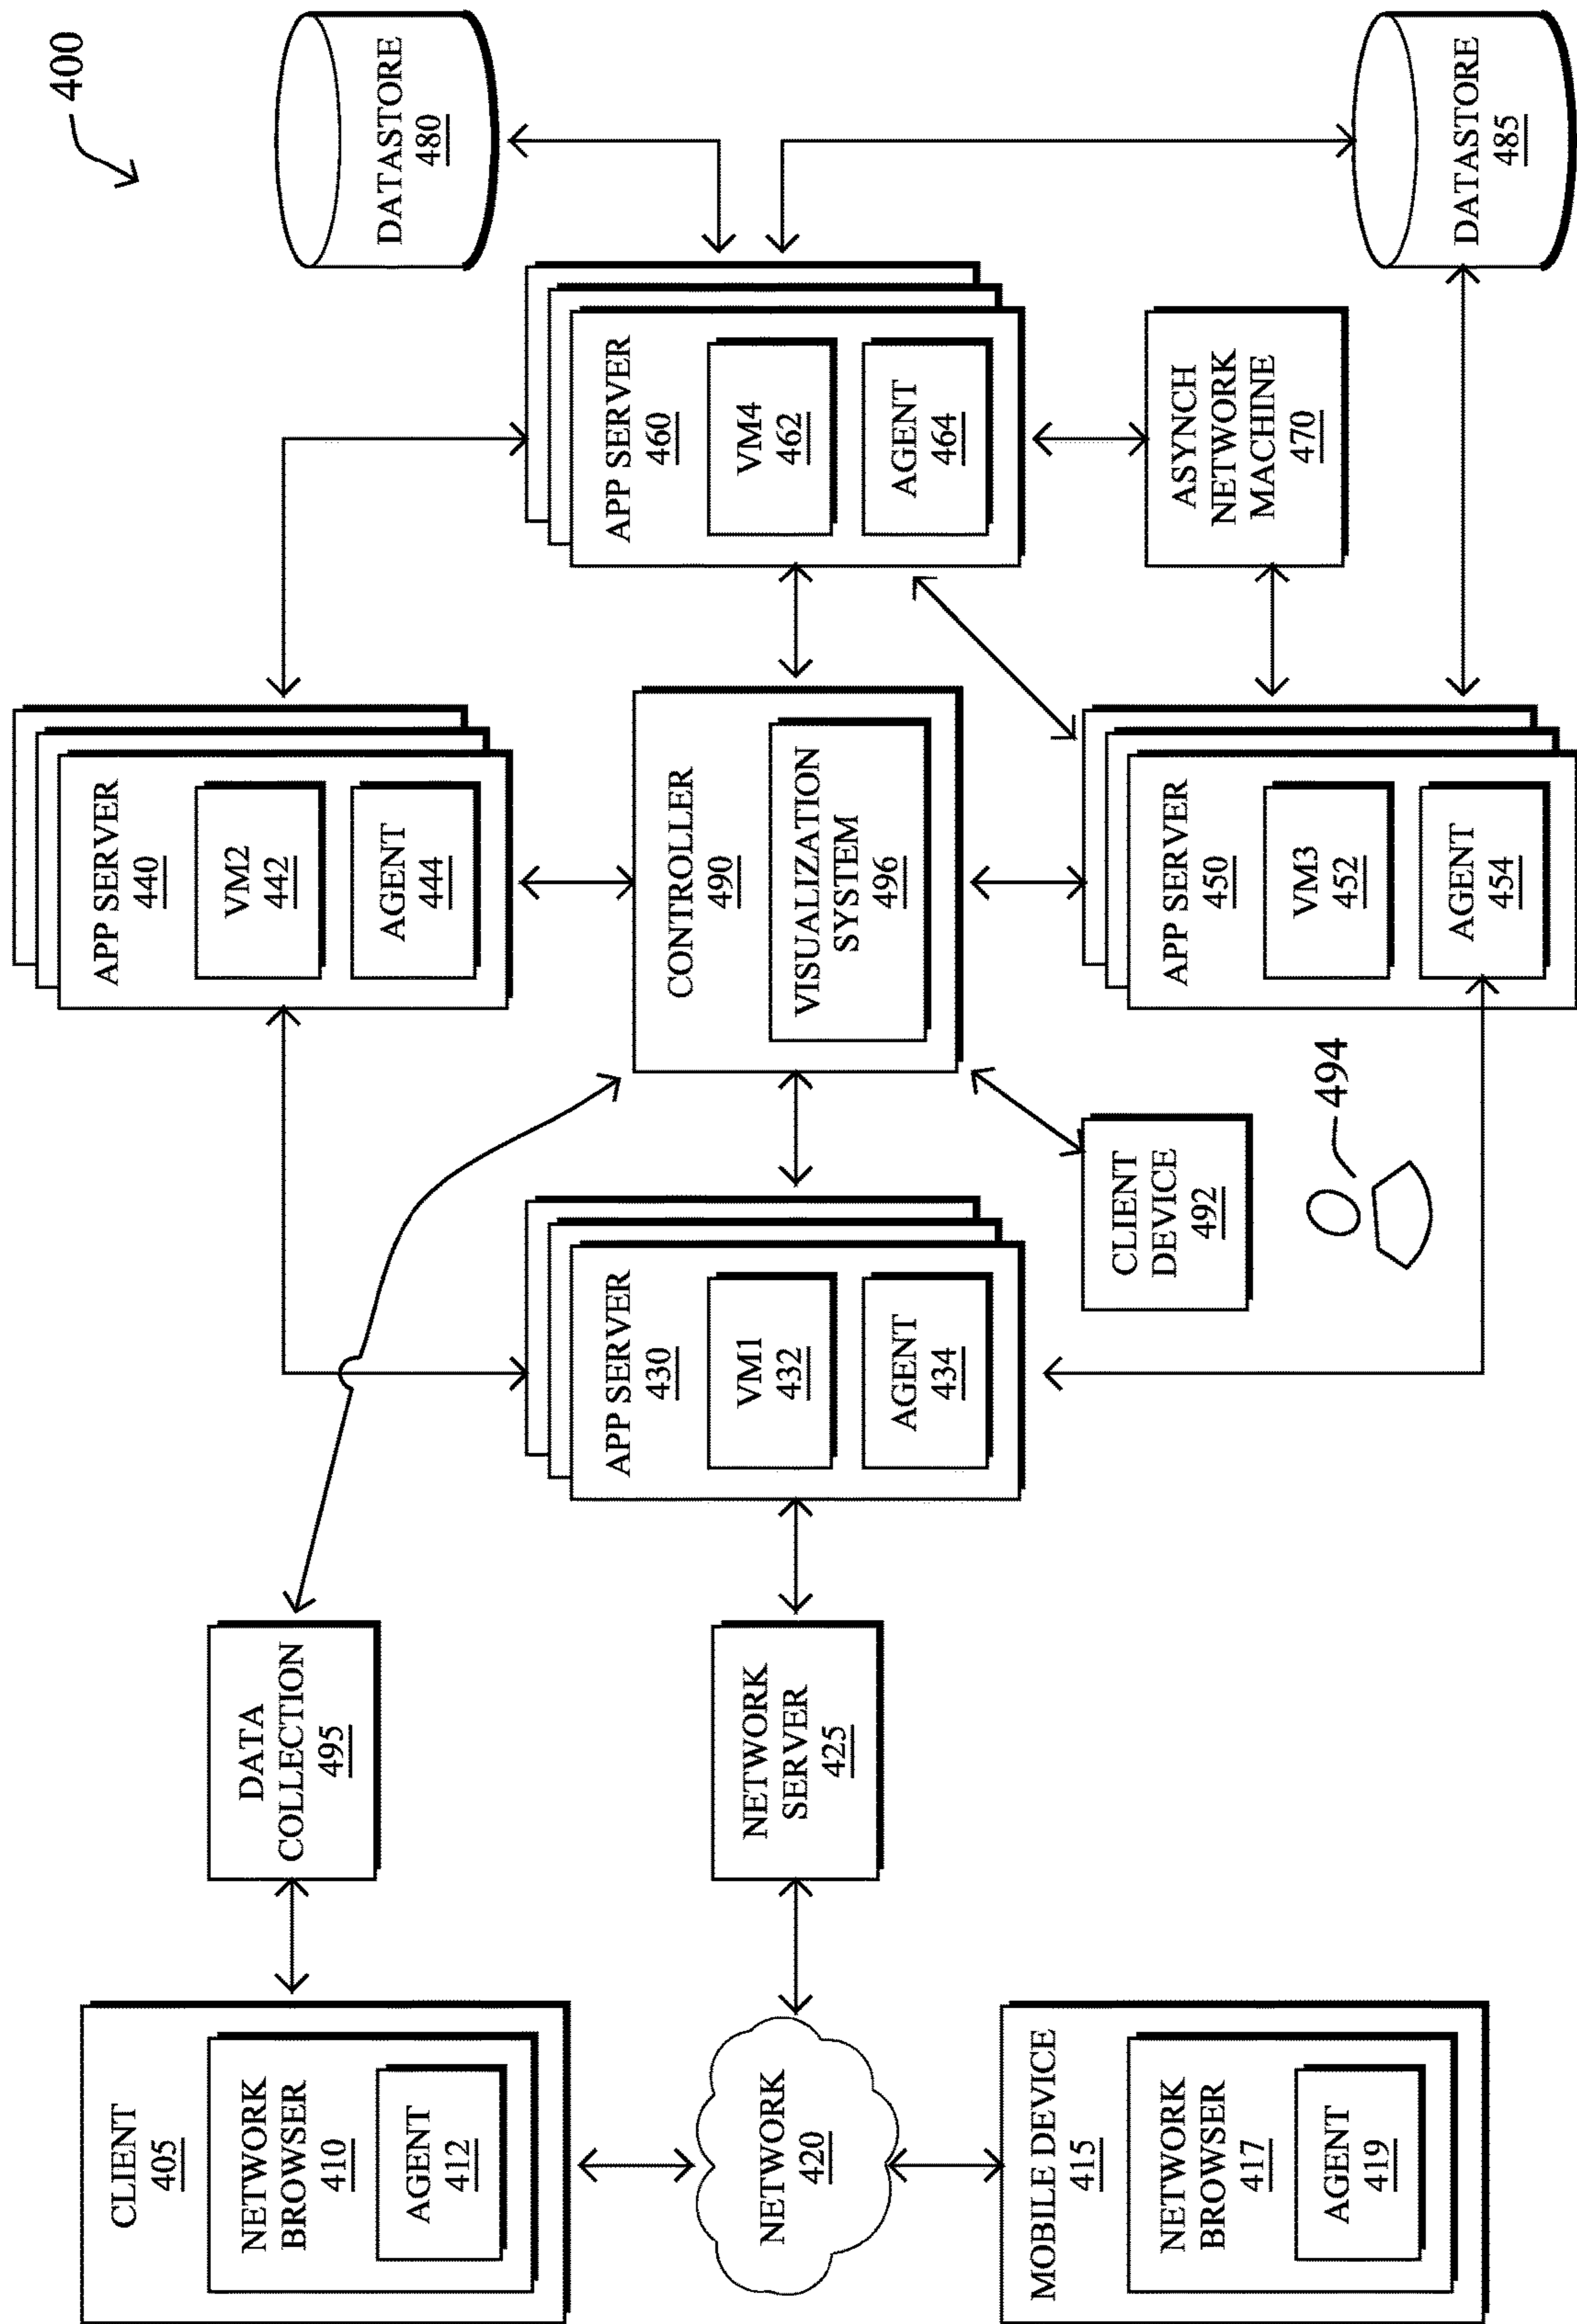 400
CLIENT
405
NETWORK
BROWSER
410
AGENT
412
DATA
COLLECTION
495
NETWORK
420
NETWORK
SERVER
425
MOBILE DEVICE
415
NETWORK
BROWSER
417
AGENT
419
APP SERVER
430
VM1
432
AGENT
434
APP SERVER
440
VM2
442
AGENT
444
CONTROLLER
490
VISUALIZATION
SYSTEM
496
CLIENT
DEVICE
492
494
APP SERVER
450
VM3
452
AGENT
454
APP SERVER
460
VM4
462
AGENT
464
ASYNCH
NETWORK
MACHINE
470
DATASTORE
480
DATASTORE
485